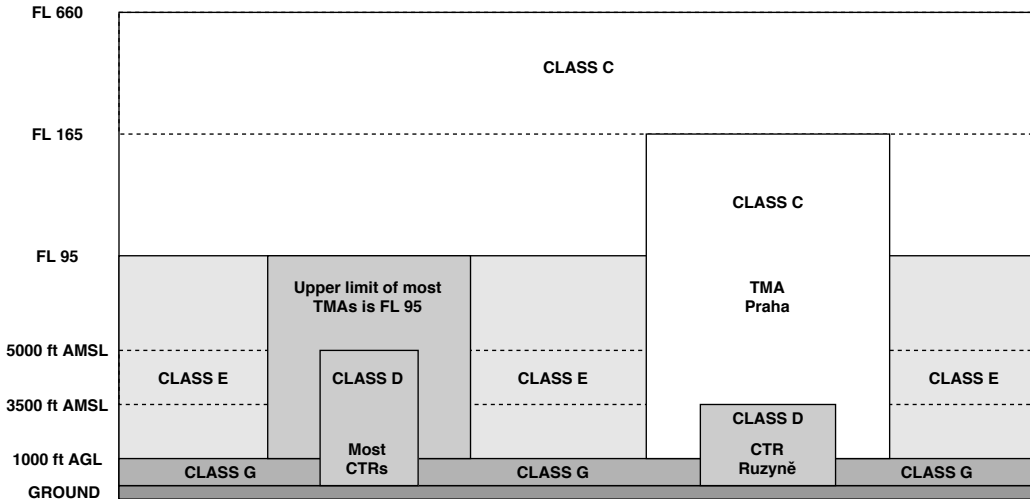 FL 660
CLASS C
FL 165
CLASS C
FL 95
Upper limit of most
TMAs is FL 95
TMA
Praha
5000 ft AMSL
CLASS E
CLASS D
CLASS E
CLASS E
3500 ft AMSL
CLASS D
Most
CTRs
CTR
Ruzyně
1000 ft AGL
CLASS G
CLASS G
CLASS G
GROUND